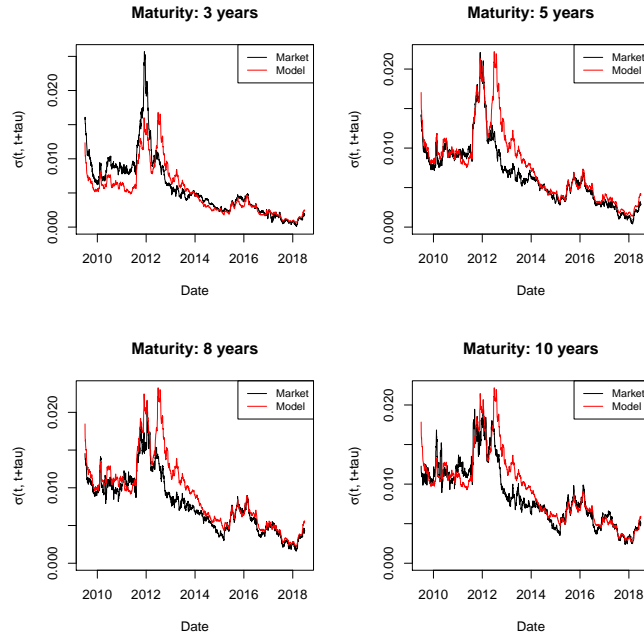 Maturity: 3 years
σ(t, t+tau)
0.000
0.010
0.020
Market
Model
2010 2012 2014 2016 2018
Date
Maturity: 5 years
σ(t, t+tau)
0.000
0.010
0.020
Market
Model
2010 2012 2014 2016 2018
Date
Maturity: 8 years
σ(t, t+tau)
0.000
0.010
0.020
Market
Model
2010 2012 2014 2016 2018
Date
Maturity: 10 years
σ(t, t+tau)
0.000
0.010
0.020
Market
Model
2010 2012 2014 2016 2018
Date